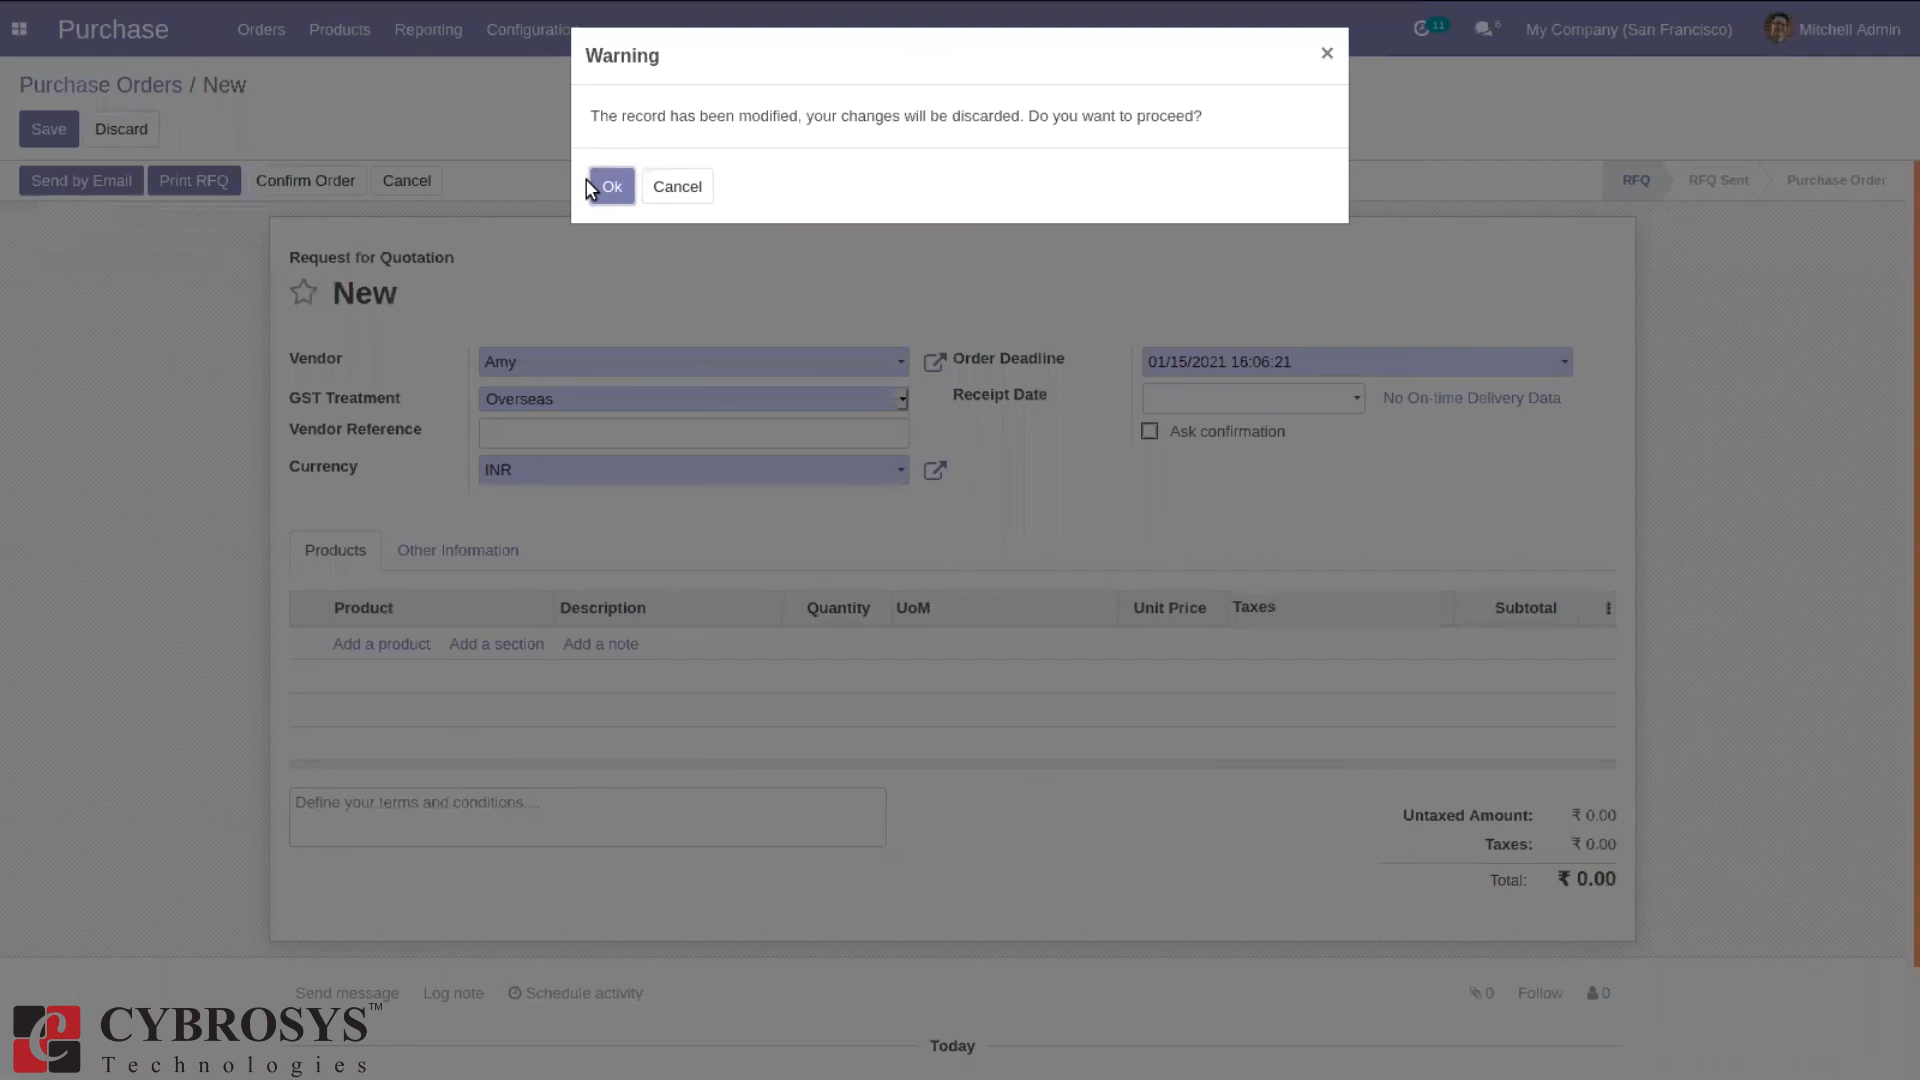 Purchase Orders Products Reporting Configuratio 11 6 My Company (San Francisco) Mitchell Admin
Warning ×
The record has been modified, your changes will be discarded. Do you want to proceed?
Ok Cancel
Purchase Orders / New
Save Discard
Send by Email Print RFQ Confirm Order Cancel RFQ RFQ Sent Purchase Order
Request for Quotation
New
Vendor Amy Order Deadline 01/15/2021 16:06:21
GST Treatment Overseas Receipt Date No On-time Delivery Data
Vendor Reference Ask confirmation
Currency INR
Products Other Information
Product Description Quantity UoM Unit Price Taxes Subtotal
Add a product Add a section Add a note
Define your terms and conditions ...
Untaxed Amount: ₹ 0.00
Taxes: ₹ 0.00
Total: ₹ 0.00
Send message Log note Schedule activity 0 Follow 0
Today
CYBROSYS™
Technologies